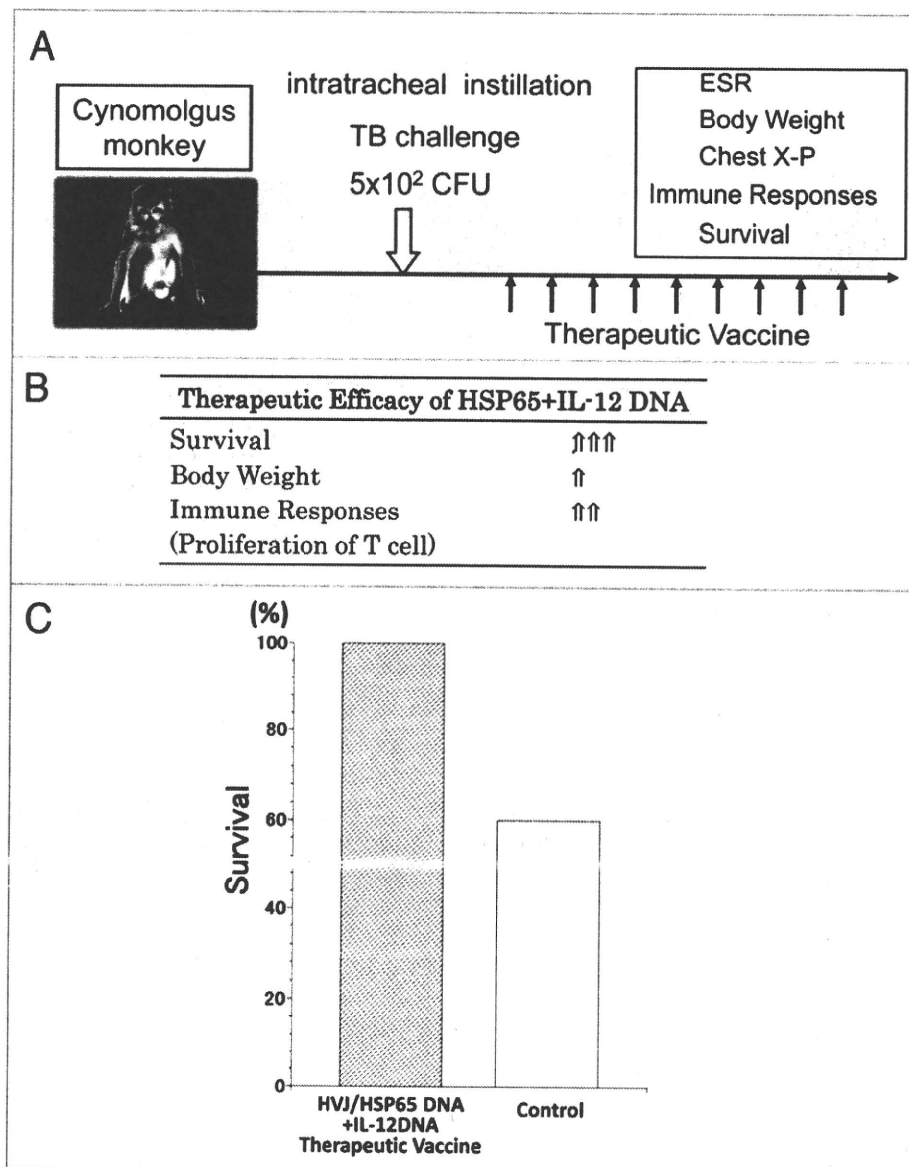 A
Cynomolgus
monkey
intratracheal instillation
TB challenge
5x10² CFU
ESR
Body Weight
Chest X-P
Immune Responses
Survival
Therapeutic Vaccine
B
Therapeutic Efficacy of HSP65+IL-12 DNA
Survival ⇑⇑⇑
Body Weight ⇑
Immune Responses ⇑⇑
(Proliferation of T cell)
C
(%)
100
80
60
40
20
0
Survival
HVJ/HSP65 DNA
+IL-12DNA
Therapeutic Vaccine
Control